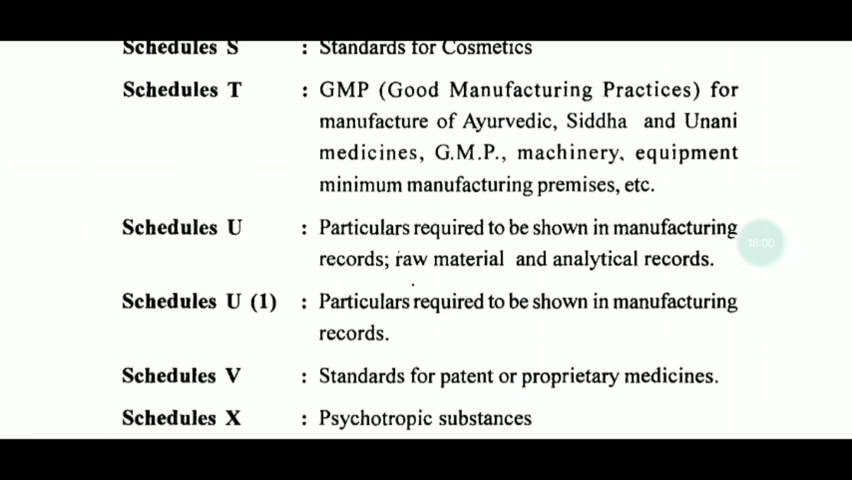 Schedules S : Standards for Cosmetics
Schedules T : GMP (Good Manufacturing Practices) for
manufacture of Ayurvedic, Siddha and Unani
medicines, G.M.P., machinery, equipment
minimum manufacturing premises, etc.
Schedules U : Particulars required to be shown in manufacturing
records; raw material and analytical records.
18:00
Schedules U (1) : Particulars required to be shown in manufacturing
records.
Schedules V : Standards for patent or proprietary medicines.
Schedules X : Psychotropic substances